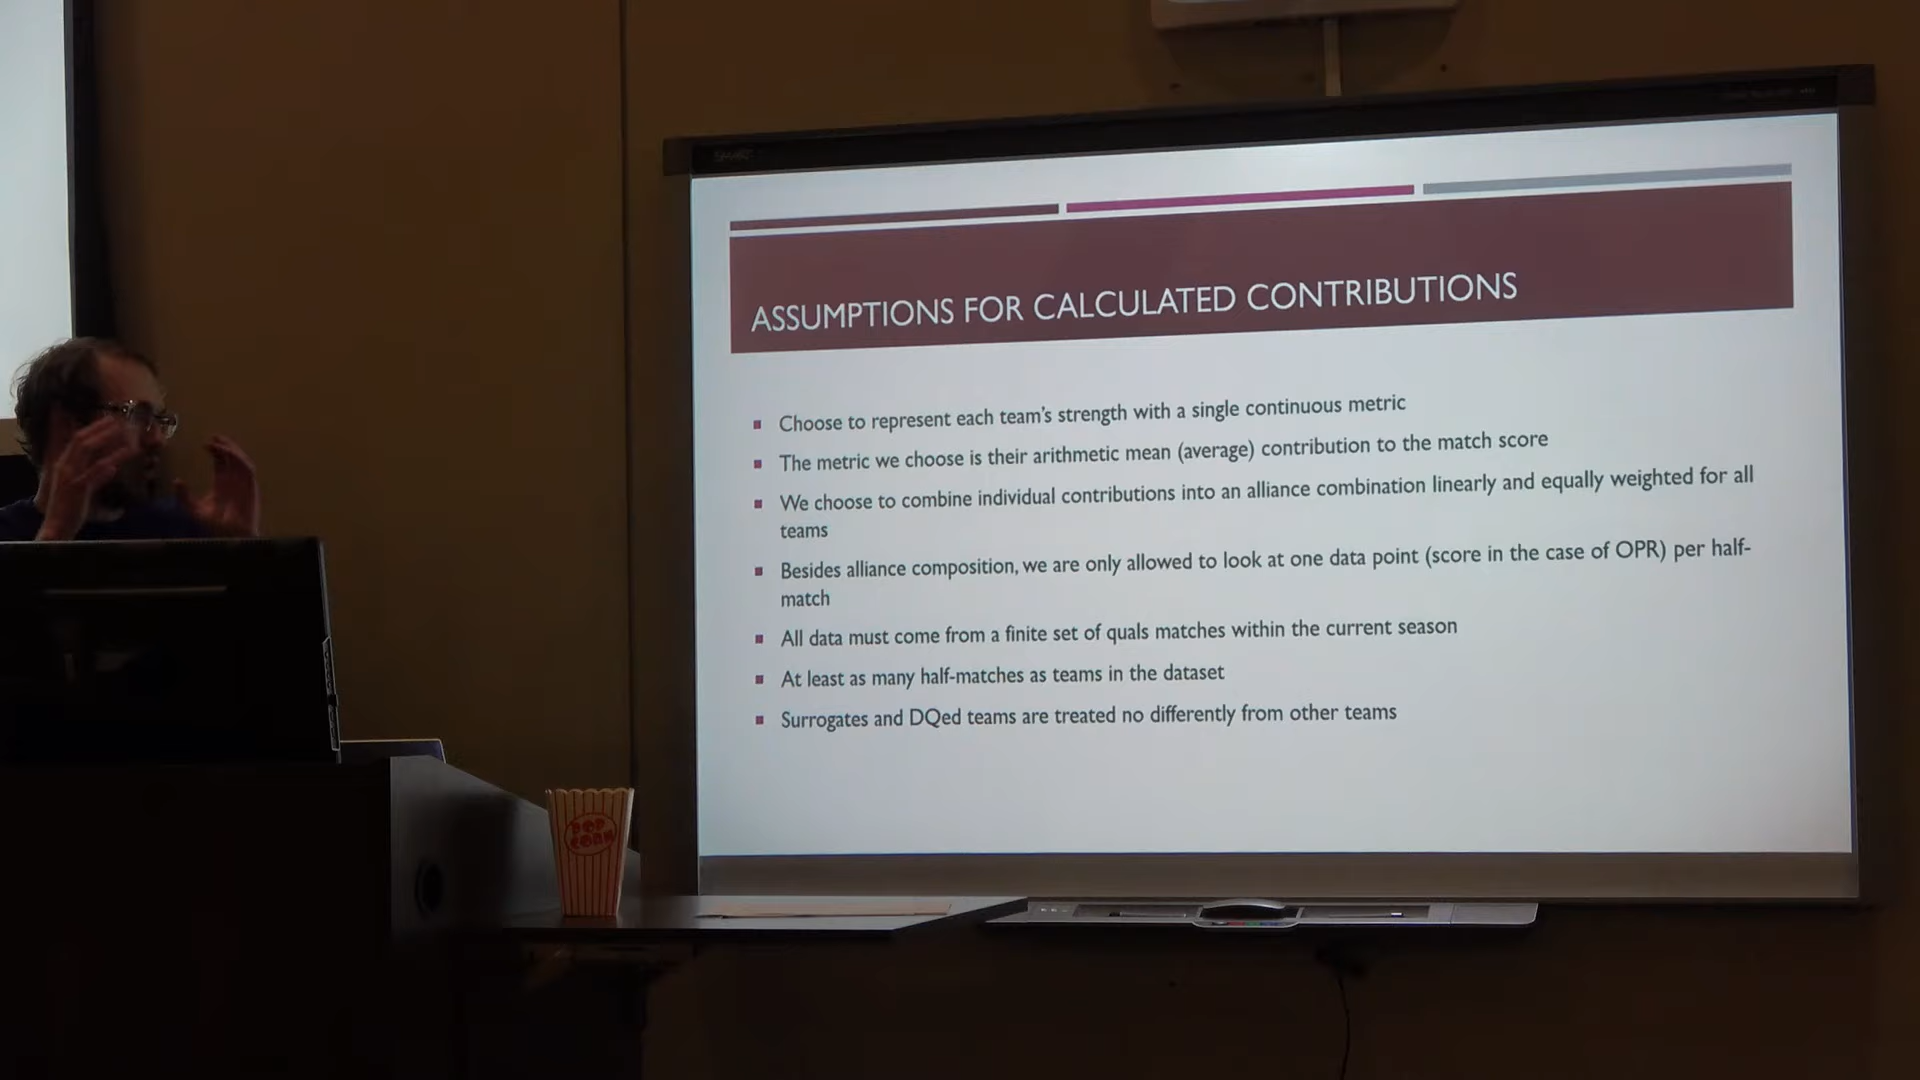 SMART
ASSUMPTIONS FOR CALCULATED CONTRIBUTIONS
Choose to represent each team's strength with a single continuous metric
The metric we choose is their arithmetic mean (average) contribution to the match score
We choose to combine individual contributions into an alliance combination linearly and equally weighted for all
teams
Besides alliance composition, we are only allowed to look at one data point (score in the case of OPR) per half-
match
All data must come from a finite set of quals matches within the current season
At least as many half-matches as teams in the dataset
Surrogates and DQed teams are treated no differently from other teams
POP
CORN